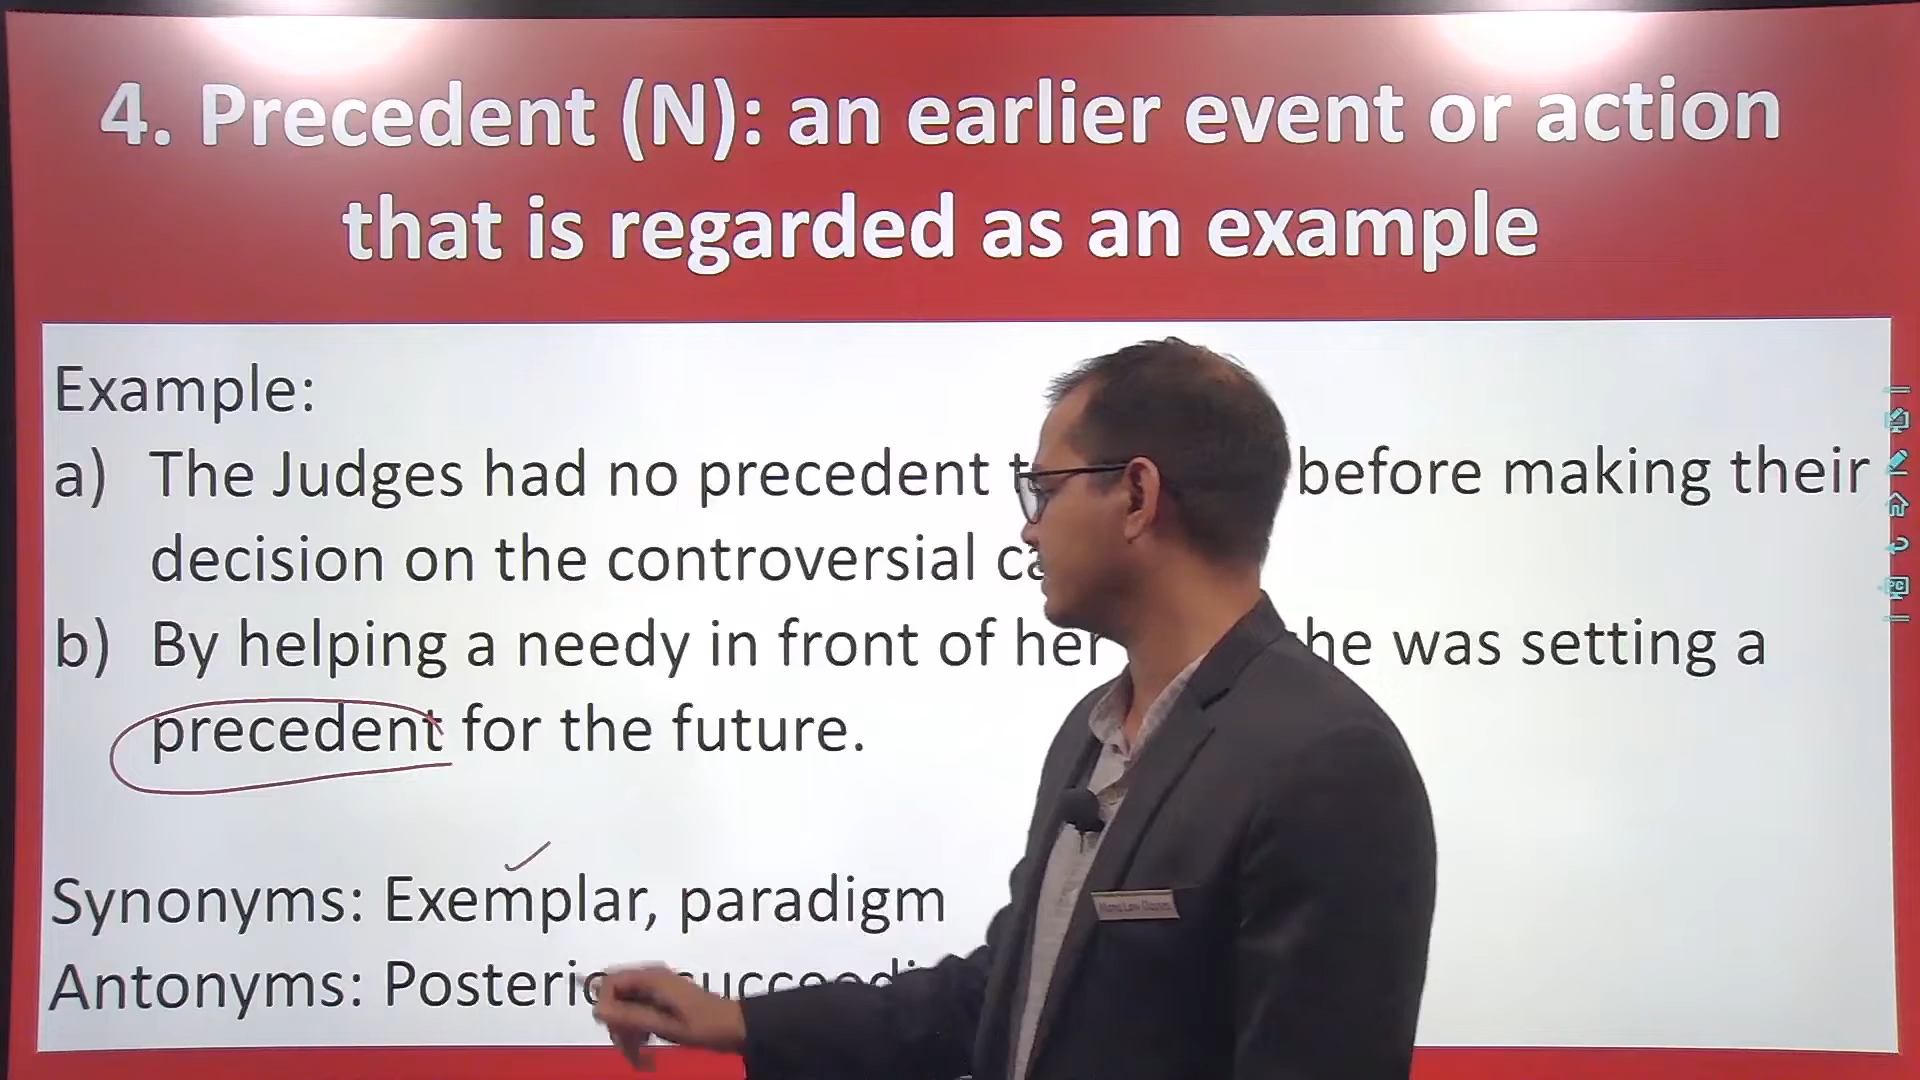 4. Precedent (N): an earlier event or action
that is regarded as an example
Example:
a) The Judges had no precedent before making their
decision on the controversial
b) By helping a needy in front of her he was setting a
precedent for the future.
Synonyms: Exemplar, paradigm
Antonyms:
PC